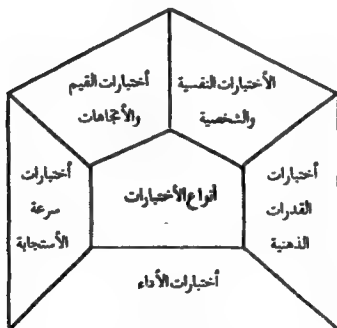 الأختبارات النفسية
والشخصية
أختبارات القيم
والأتجاهات
أختبارات
القدرات
الذهنية
أنواع الأختبارات
أختبارات
سرعة
الأستجابة
أختبارات الأداء